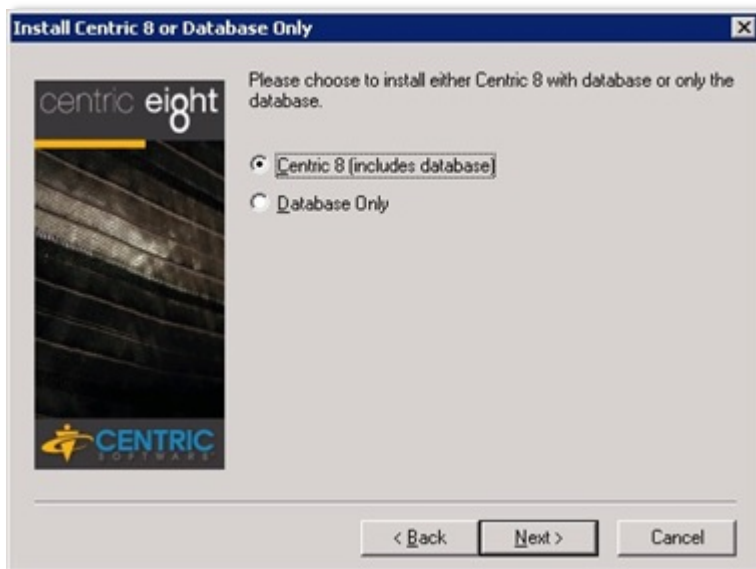 Install Centric 8 or Database Only
Please choose to install either Centric 8 with database or only the
database.
centric eight
Centric 8 (includes database)
Database Only
CENTRIC
SOFTWARE
< Back
Next >
Cancel